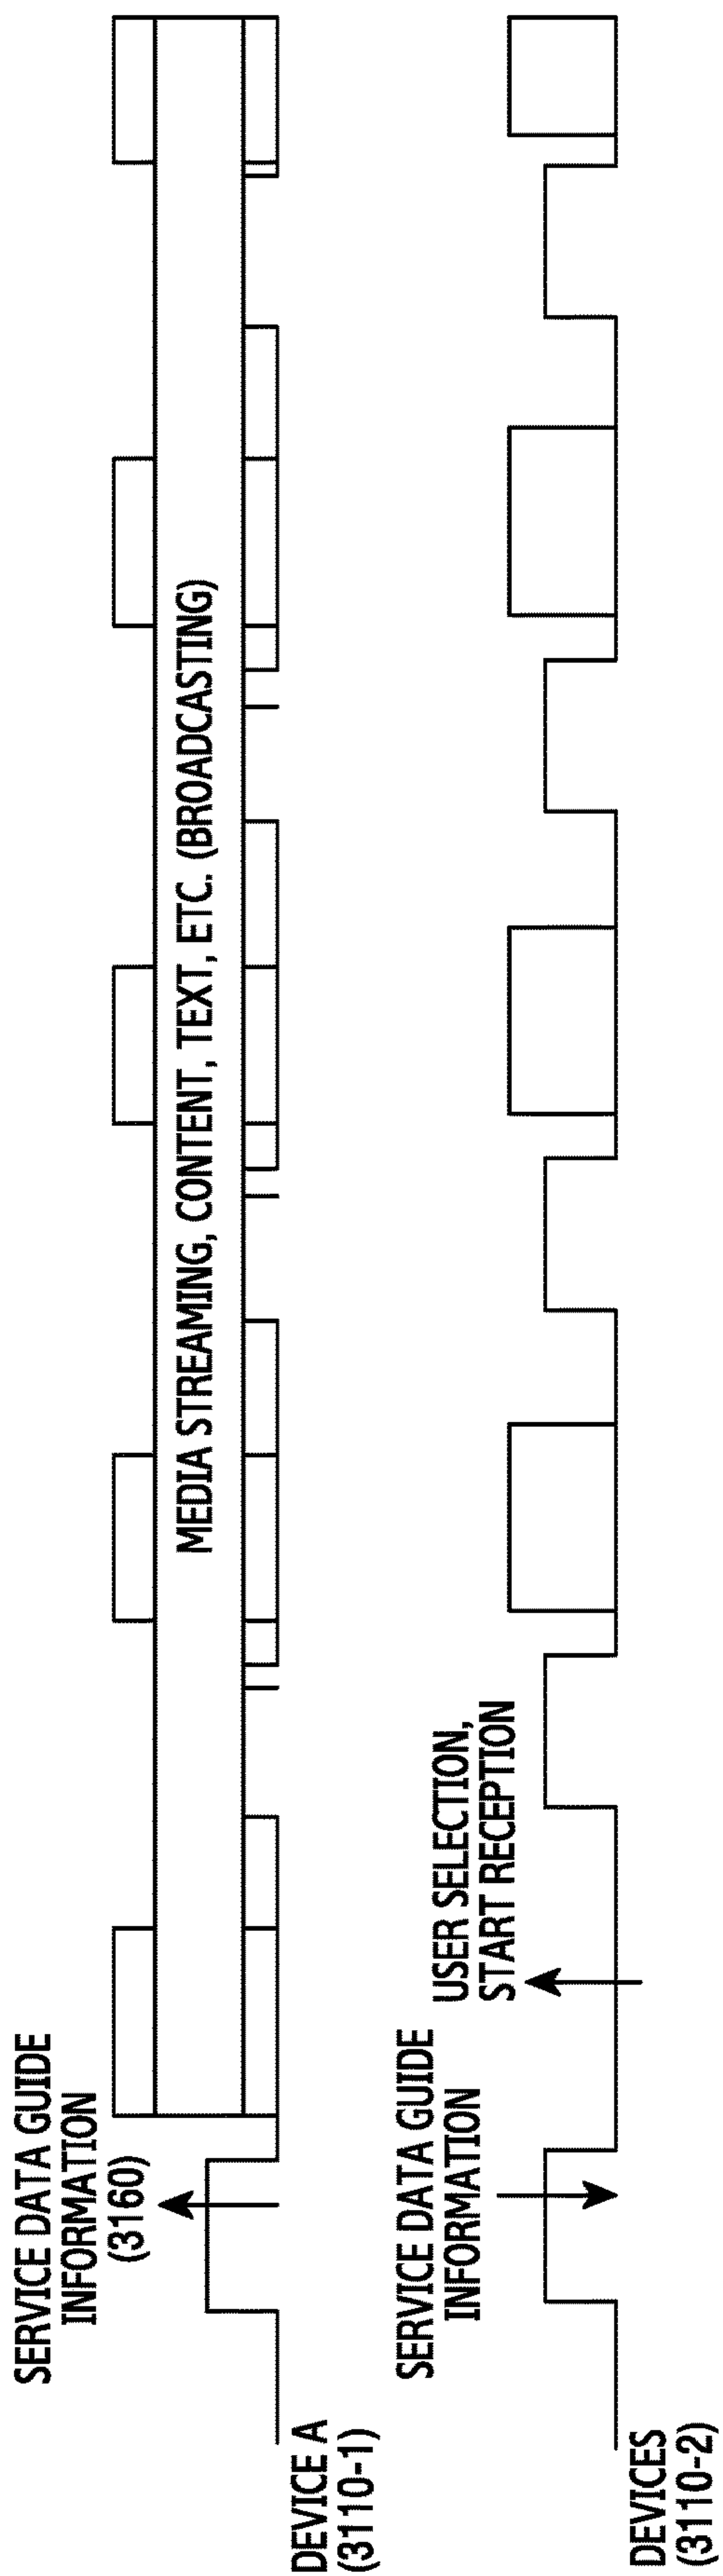 SERVICE DATA GUIDE
INFORMATION
(3160)
MEDIA STREAMING, CONTENT, TEXT, ETC. (BROADCASTING)
DEVICE A
(3110-1)
SERVICE DATA GUIDE
INFORMATION
USER SELECTION,
START RECEPTION
DEVICES
(3110-2)